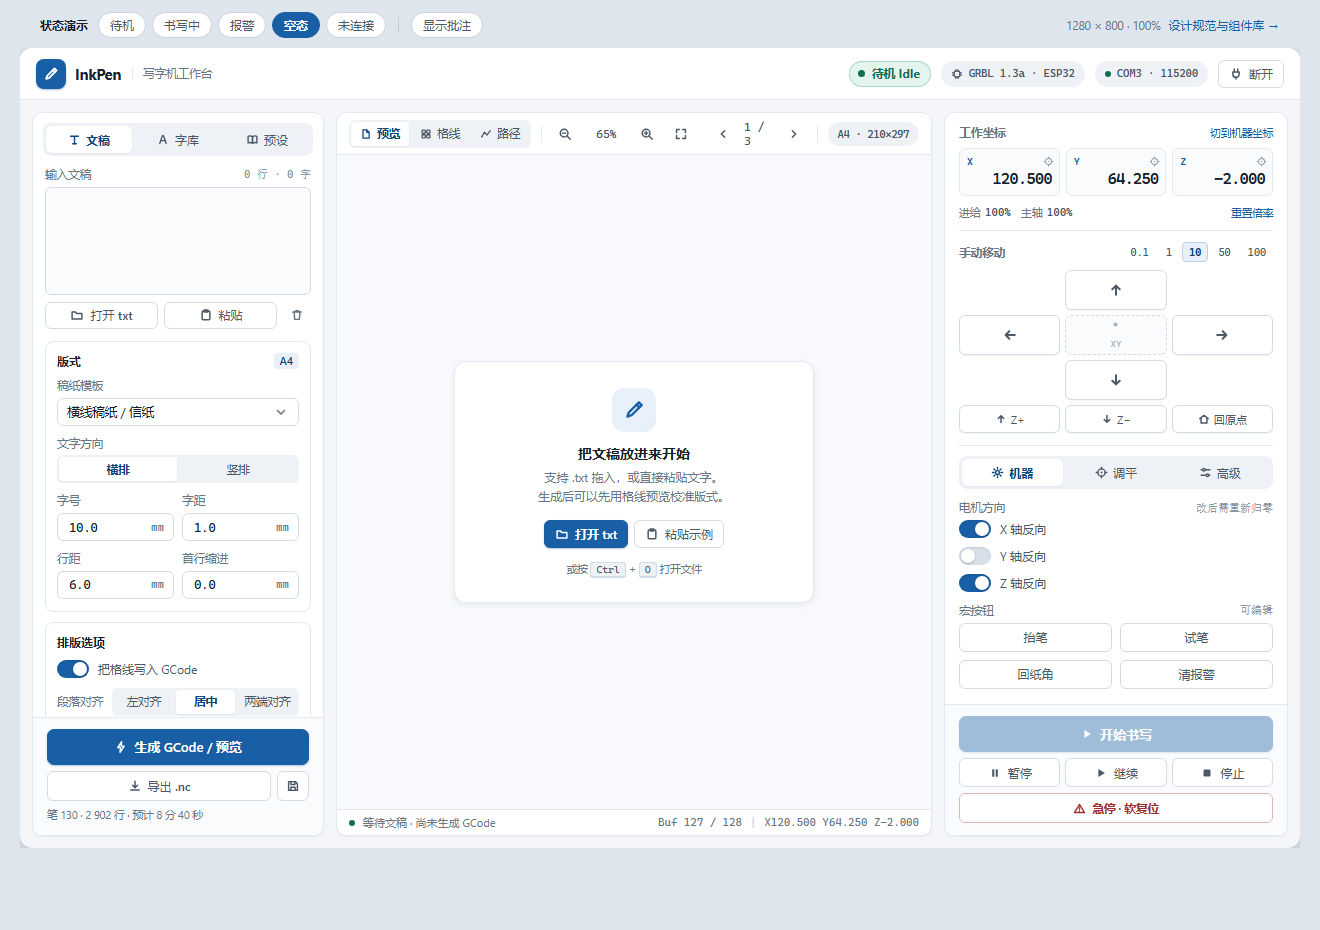 状态演示 待机 书写中 报警 空态 未连接 显示批注 1280 × 800 · 100% 设计规范与组件库 →
InkPen 写字机工作台 待机 Idle GRBL 1.3a · ESP32 COM3 · 115200 断开
文稿 字库 预设
输入文稿 0 行 · 0 字
打开 txt 粘贴
版式 A4
稿纸模板
横线稿纸 / 信纸
文字方向
横排 竖排
字号 字距
10.0 mm 1.0 mm
行距 首行缩进
6.0 mm 0.0 mm
排版选项
把格线写入 GCode
段落对齐 左对齐 居中 两端对齐
生成 GCode / 预览
导出 .nc
笔 130 · 2 902 行 · 预计 8 分 40 秒
预览 格线 路径 65% 1 / 3 A4 · 210×297
把文稿放进来开始
支持 .txt 拖入，或直接粘贴文字。
生成后可以先用格线预览校准版式。
打开 txt 粘贴示例
或按 Ctrl + O 打开文件
等待文稿 · 尚未生成 GCode Buf 127 / 128 | X120.500 Y64.250 Z−2.000
工作坐标 切到机器坐标
X Y Z
120.500 64.250 −2.000
进给 100% 主轴 100% 重置倍率
手动移动 0.1 1 10 50 100
XY
Z+ Z− 回原点
机器 调平 高级
电机方向 改后需重新归零
X 轴反向
Y 轴反向
Z 轴反向
宏按钮 可编辑
抬笔 试笔
回纸角 清报警
开始书写
暂停 继续 停止
急停 · 软复位